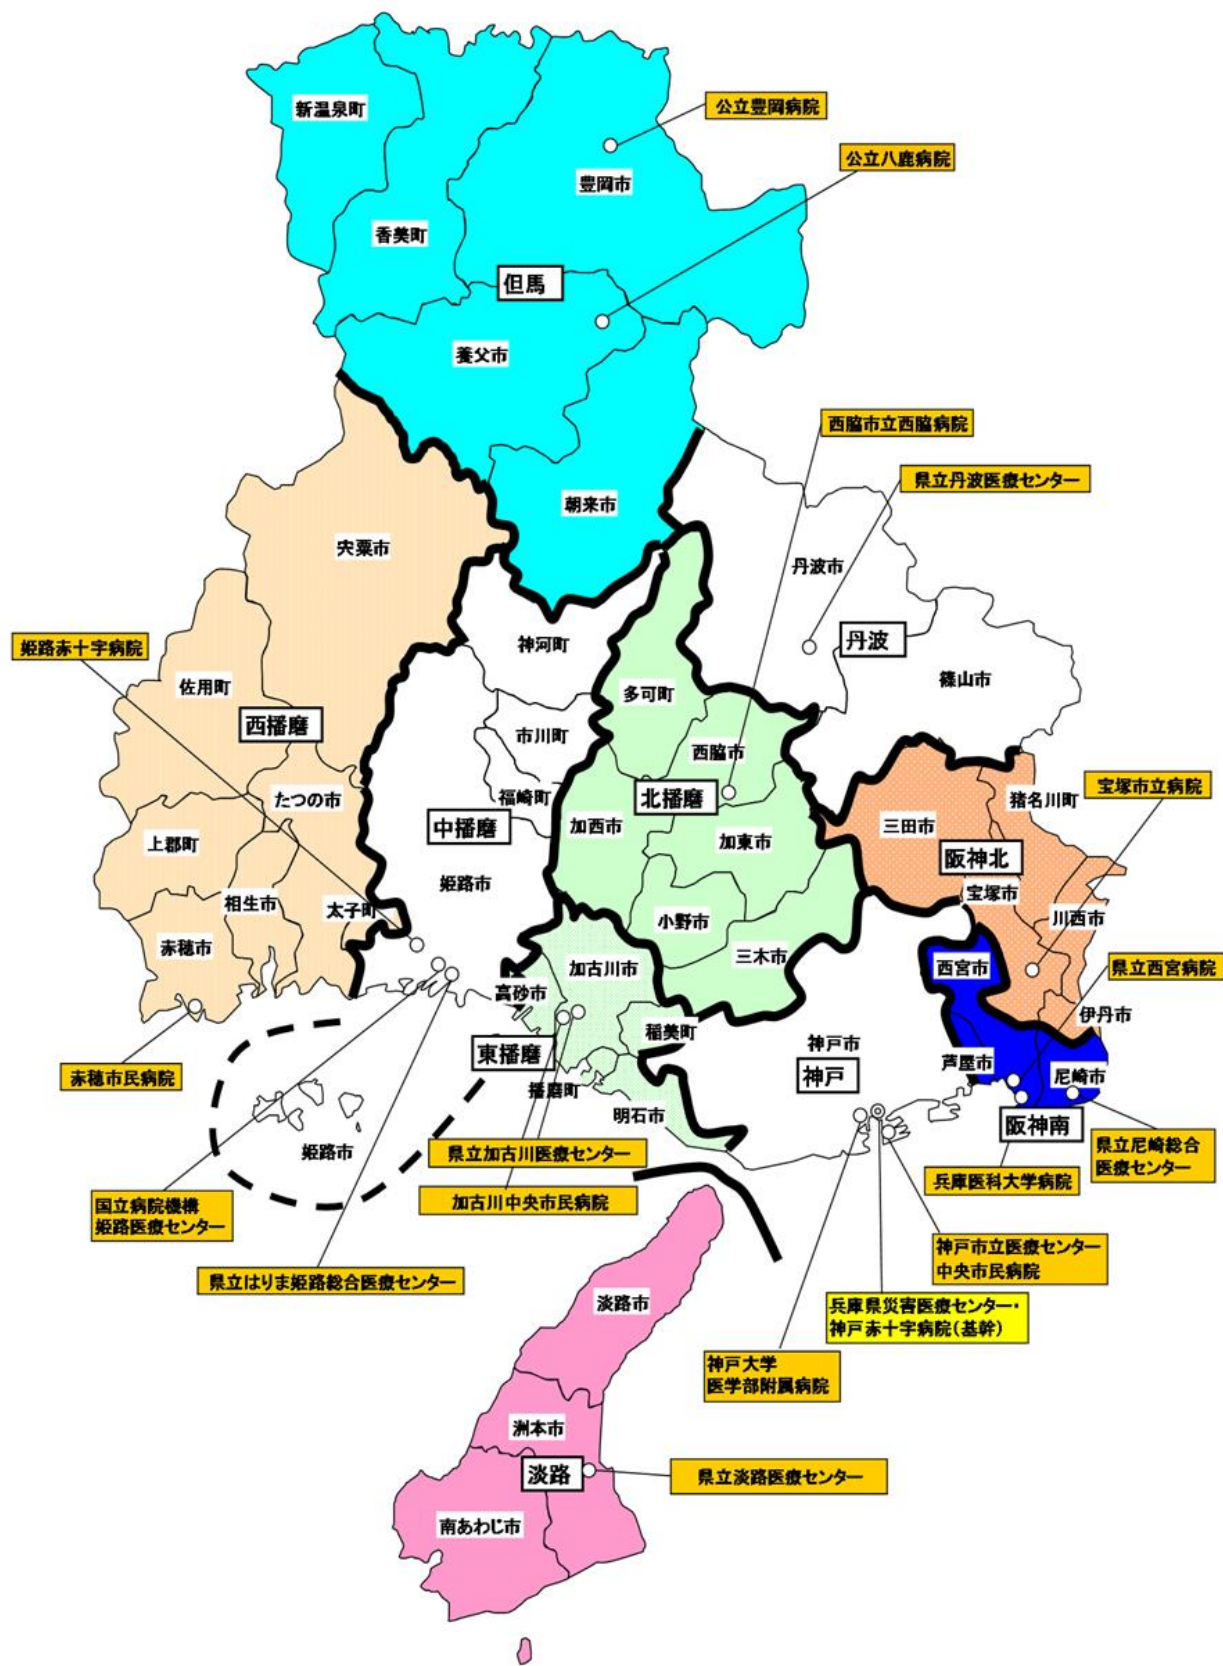 新温泉町
公立豊岡病院
公立八鹿病院
豊岡市
香美町
但馬
養父市
西脇市立西脇病院
県立丹波医療センター
朝来市
宍粟市
丹波市
姫路赤十字病院
神河町
丹波
佐用町
篠山市
多可町
西播磨
市川町
西脇市
たつの市
福崎町
北播磨
猪名川町
宝塚市立病院
中播磨
加西市
三田市
上郡町
加東市
阪神北
姫路市
宝塚市
相生市
太子町
小野市
川西市
赤穂市
三木市
加古川市
西宮市
県立西宮病院
高砂市
伊丹市
稲美町
神戸市
東播磨
芦屋市
赤穂市民病院
神戸
尼崎市
播磨町
明石市
阪神南
姫路市
県立加古川医療センター
県立尼崎総合
医療センター
兵庫医科大学病院
加古川中央市民病院
国立病院機構
姫路医療センター
神戸市立医療センター
中央市民病院
県立はりま姫路総合医療センター
淡路市
兵庫県災害医療センター・
神戸赤十字病院(基幹)
神戸大学
医学部附属病院
洲本市
淡路
県立淡路医療センター
南あわじ市